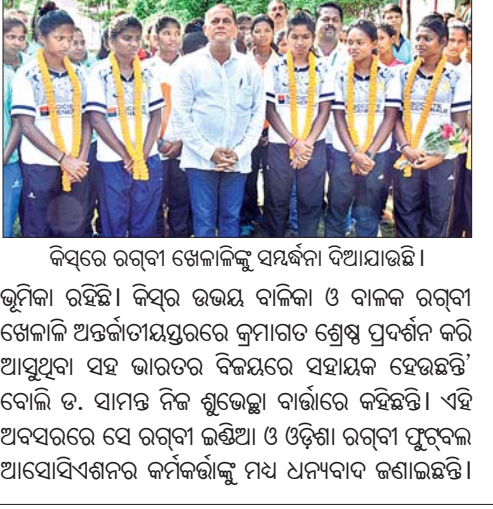 SOCIETE
GENERALE
କିସ୍‌ରେ ରଗ୍‌ବୀ ଖେଳାଳିଙ୍କୁ ସମ୍ବର୍ଦ୍ଧନା ଦିଆଯାଉଛି।
ଭୂମିକା ରହିଛି। କିସ୍‌ର ଉଭୟ ବାଳିକା ଓ ବାଳକ ରଗ୍‌ବୀ
ଖେଳାଳି ଅନ୍ତର୍ଜାତୀୟସ୍ତରରେ କ୍ରମାଗତ ଶ୍ରେଷ୍ଠ ପ୍ରଦର୍ଶନ କରି
ଆସୁଥିବା ସହ ଭାରତର ବିଜୟରେ ସହାୟକ ହେଉଛନ୍ତି’
ବୋଲି ଡ. ସାମନ୍ତ ନିଜ ଶୁଭେଚ୍ଛା ବାର୍ତ୍ତାରେ କହିଛନ୍ତି। ଏହି
ଅବସରରେ ସେ ରଗ୍‌ବୀ ଇଣ୍ଡିଆ ଓ ଓଡ଼ିଶା ରଗ୍‌ବୀ ଫୁଟ୍‌ବଲ
ଆସୋସିଏଶନର କର୍ମକର୍ତ୍ତାଙ୍କୁ ମଧ୍ୟ ଧନ୍ୟବାଦ ଜଣାଇଛନ୍ତି।